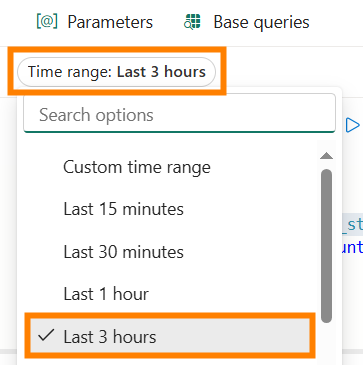 [@] Parameters Base queries
Time range: Last 3 hours
Search options
Custom time range
Last 15 minutes
Last 30 minutes
_st
Last 1 hour
Last 3 hours